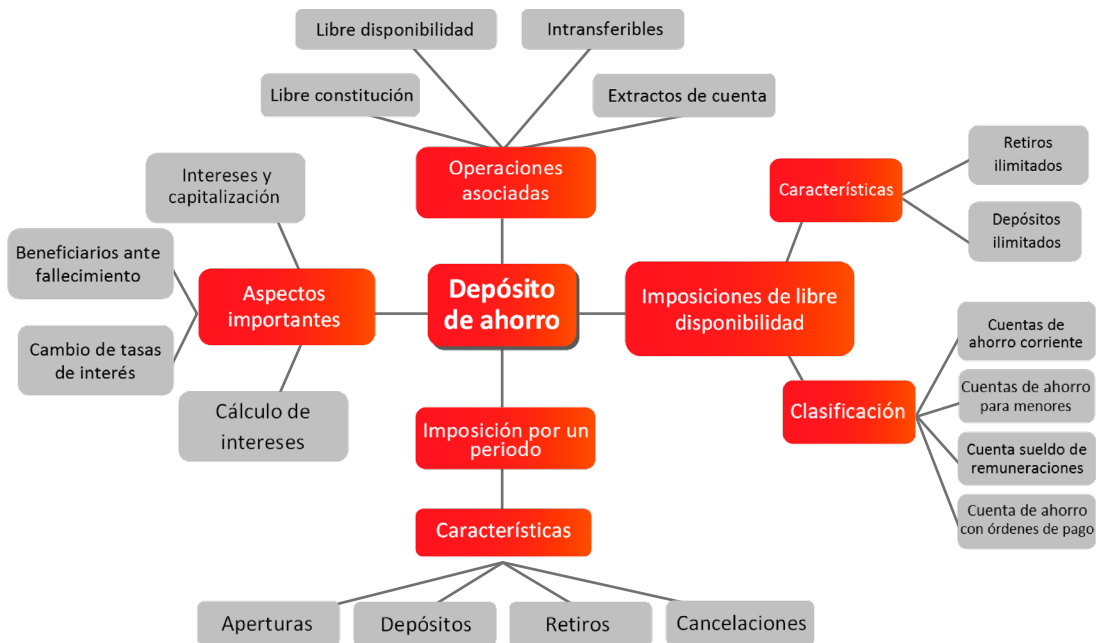 Libre disponibilidad
Intransferibles
Libre constitución
Extractos de cuenta
Operaciones
asociadas
Intereses y
capitalización
Beneficiarios ante
fallecimiento
Aspectos
importantes
Cambio de tasas
de interés
Cálculo de
intereses
Depósito
de ahorro
Imposiciones de libre
disponibilidad
Características
Retiros
ilimitados
Depósitos
ilimitados
Clasificación
Cuentas de
ahorro corriente
Cuentas de ahorro
para menores
Cuenta sueldo de
remuneraciones
Cuenta de ahorro
con órdenes de pago
Imposición por un
periodo
Características
Aperturas
Depósitos
Retiros
Cancelaciones